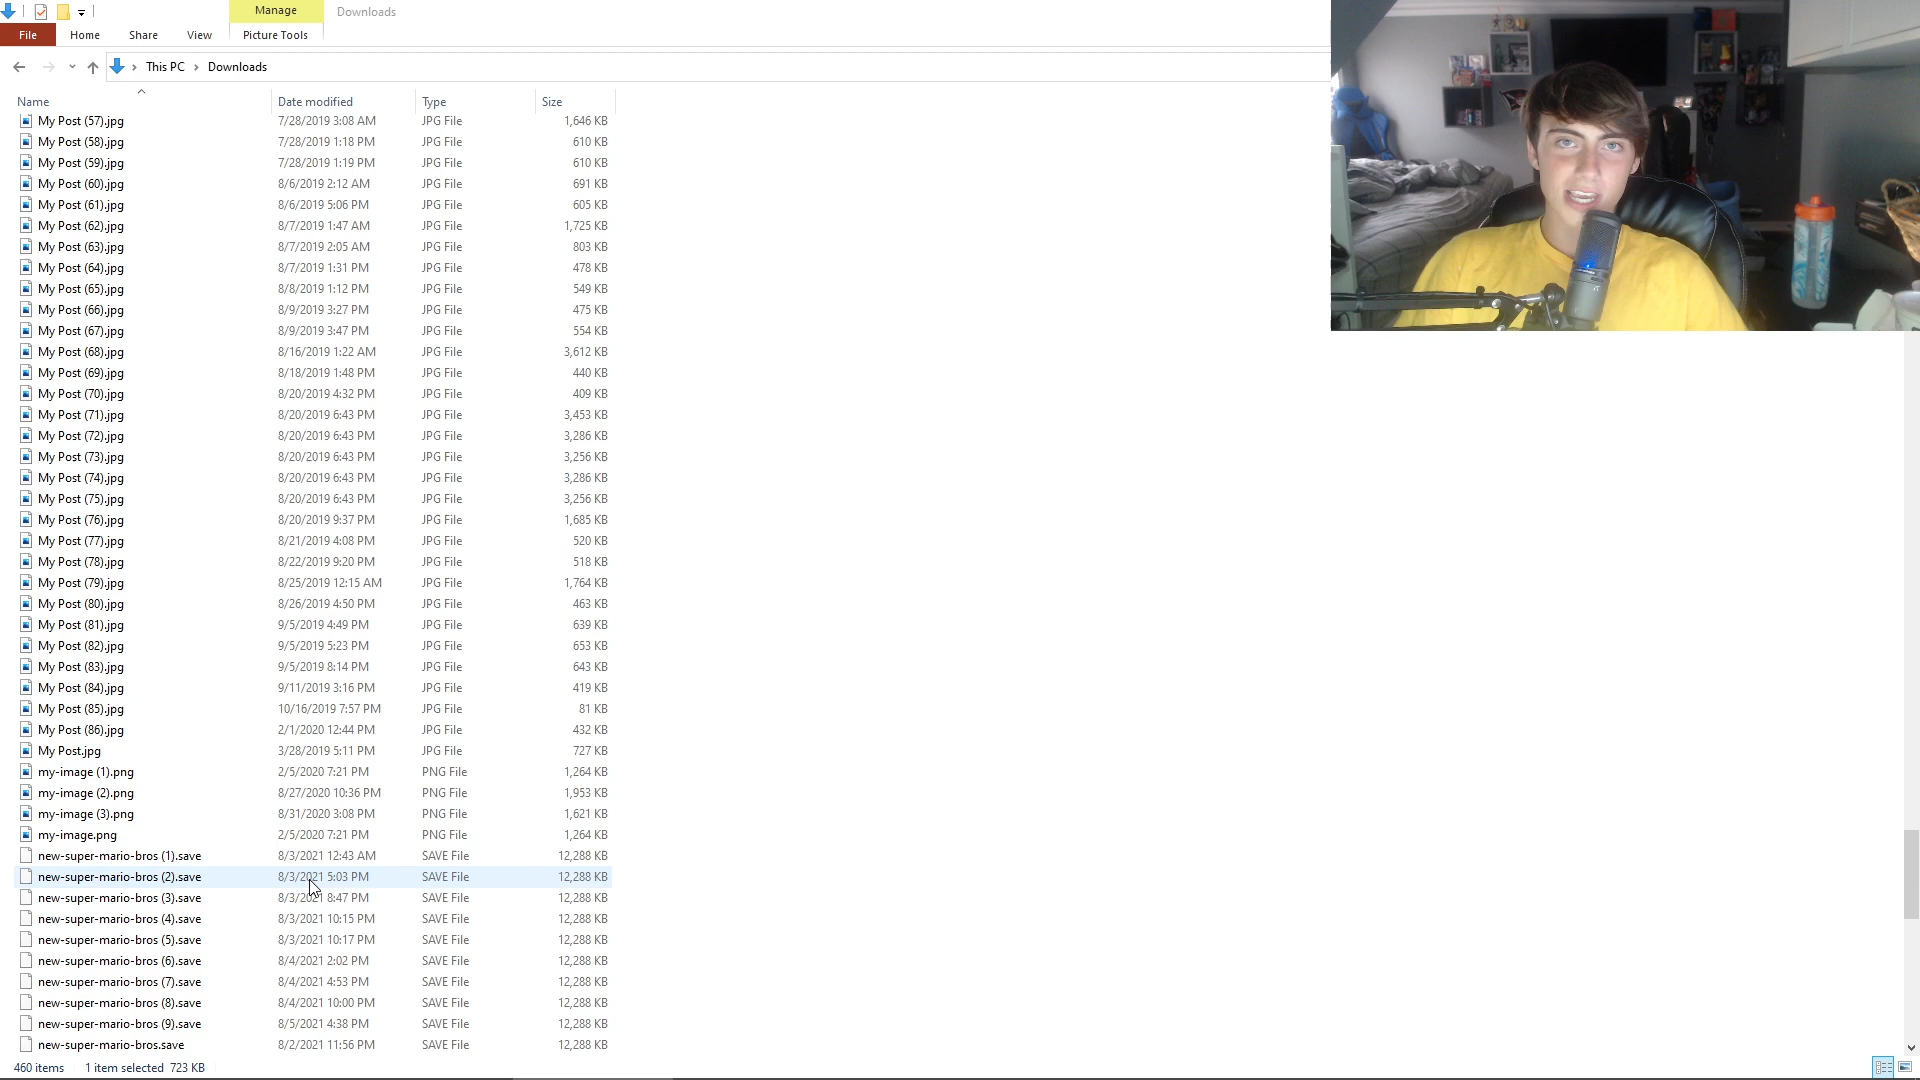 Manage Downloads
File Home Share View Picture Tools
This PC Downloads
Name Date modified Type Size
My Post (57).jpg 7/28/2019 3:08 AM JPG File 1,646 KB
My Post (58).jpg 7/28/2019 1:18 PM JPG File 610 KB
My Post (59).jpg 7/28/2019 1:19 PM JPG File 610 KB
My Post (60).jpg 8/6/2019 2:12 AM JPG File 691 KB
My Post (61).jpg 8/6/2019 5:06 PM JPG File 605 KB
My Post (62).jpg 8/7/2019 1:47 AM JPG File 1,725 KB
My Post (63).jpg 8/7/2019 2:05 AM JPG File 803 KB
My Post (64).jpg 8/7/2019 1:31 PM JPG File 478 KB
My Post (65).jpg 8/8/2019 1:12 PM JPG File 549 KB
My Post (66).jpg 8/9/2019 3:27 PM JPG File 475 KB
My Post (67).jpg 8/9/2019 3:47 PM JPG File 554 KB
My Post (68).jpg 8/16/2019 1:22 AM JPG File 3,612 KB
My Post (69).jpg 8/18/2019 1:48 PM JPG File 440 KB
My Post (70).jpg 8/20/2019 4:32 PM JPG File 409 KB
My Post (71).jpg 8/20/2019 6:43 PM JPG File 3,453 KB
My Post (72).jpg 8/20/2019 6:43 PM JPG File 3,286 KB
My Post (73).jpg 8/20/2019 6:43 PM JPG File 3,256 KB
My Post (74).jpg 8/20/2019 6:43 PM JPG File 3,286 KB
My Post (75).jpg 8/20/2019 6:43 PM JPG File 3,256 KB
My Post (76).jpg 8/20/2019 9:37 PM JPG File 1,685 KB
My Post (77).jpg 8/21/2019 4:08 PM JPG File 520 KB
My Post (78).jpg 8/22/2019 9:20 PM JPG File 518 KB
My Post (79).jpg 8/25/2019 12:15 AM JPG File 1,764 KB
My Post (80).jpg 8/26/2019 4:50 PM JPG File 463 KB
My Post (81).jpg 9/5/2019 4:49 PM JPG File 639 KB
My Post (82).jpg 9/5/2019 5:23 PM JPG File 653 KB
My Post (83).jpg 9/5/2019 8:14 PM JPG File 643 KB
My Post (84).jpg 9/11/2019 3:16 PM JPG File 419 KB
My Post (85).jpg 10/16/2019 7:57 PM JPG File 81 KB
My Post (86).jpg 2/1/2020 12:44 PM JPG File 432 KB
My Post.jpg 3/28/2019 5:11 PM JPG File 727 KB
my-image (1).png 2/5/2020 7:21 PM PNG File 1,264 KB
my-image (2).png 8/27/2020 10:36 PM PNG File 1,953 KB
my-image (3).png 8/31/2020 3:08 PM PNG File 1,621 KB
my-image.png 2/5/2020 7:21 PM PNG File 1,264 KB
new-super-mario-bros (1).save 8/3/2021 12:43 AM SAVE File 12,288 KB
new-super-mario-bros (2).save 8/3/2021 5:03 PM SAVE File 12,288 KB
new-super-mario-bros (3).save 8/3/2021 8:47 PM SAVE File 12,288 KB
new-super-mario-bros (4).save 8/3/2021 10:15 PM SAVE File 12,288 KB
new-super-mario-bros (5).save 8/3/2021 10:17 PM SAVE File 12,288 KB
new-super-mario-bros (6).save 8/4/2021 2:02 PM SAVE File 12,288 KB
new-super-mario-bros (7).save 8/4/2021 4:53 PM SAVE File 12,288 KB
new-super-mario-bros (8).save 8/4/2021 10:00 PM SAVE File 12,288 KB
new-super-mario-bros (9).save 8/5/2021 4:38 PM SAVE File 12,288 KB
new-super-mario-bros.save 8/2/2021 11:56 PM SAVE File 12,288 KB
460 items 1 item selected 723 KB